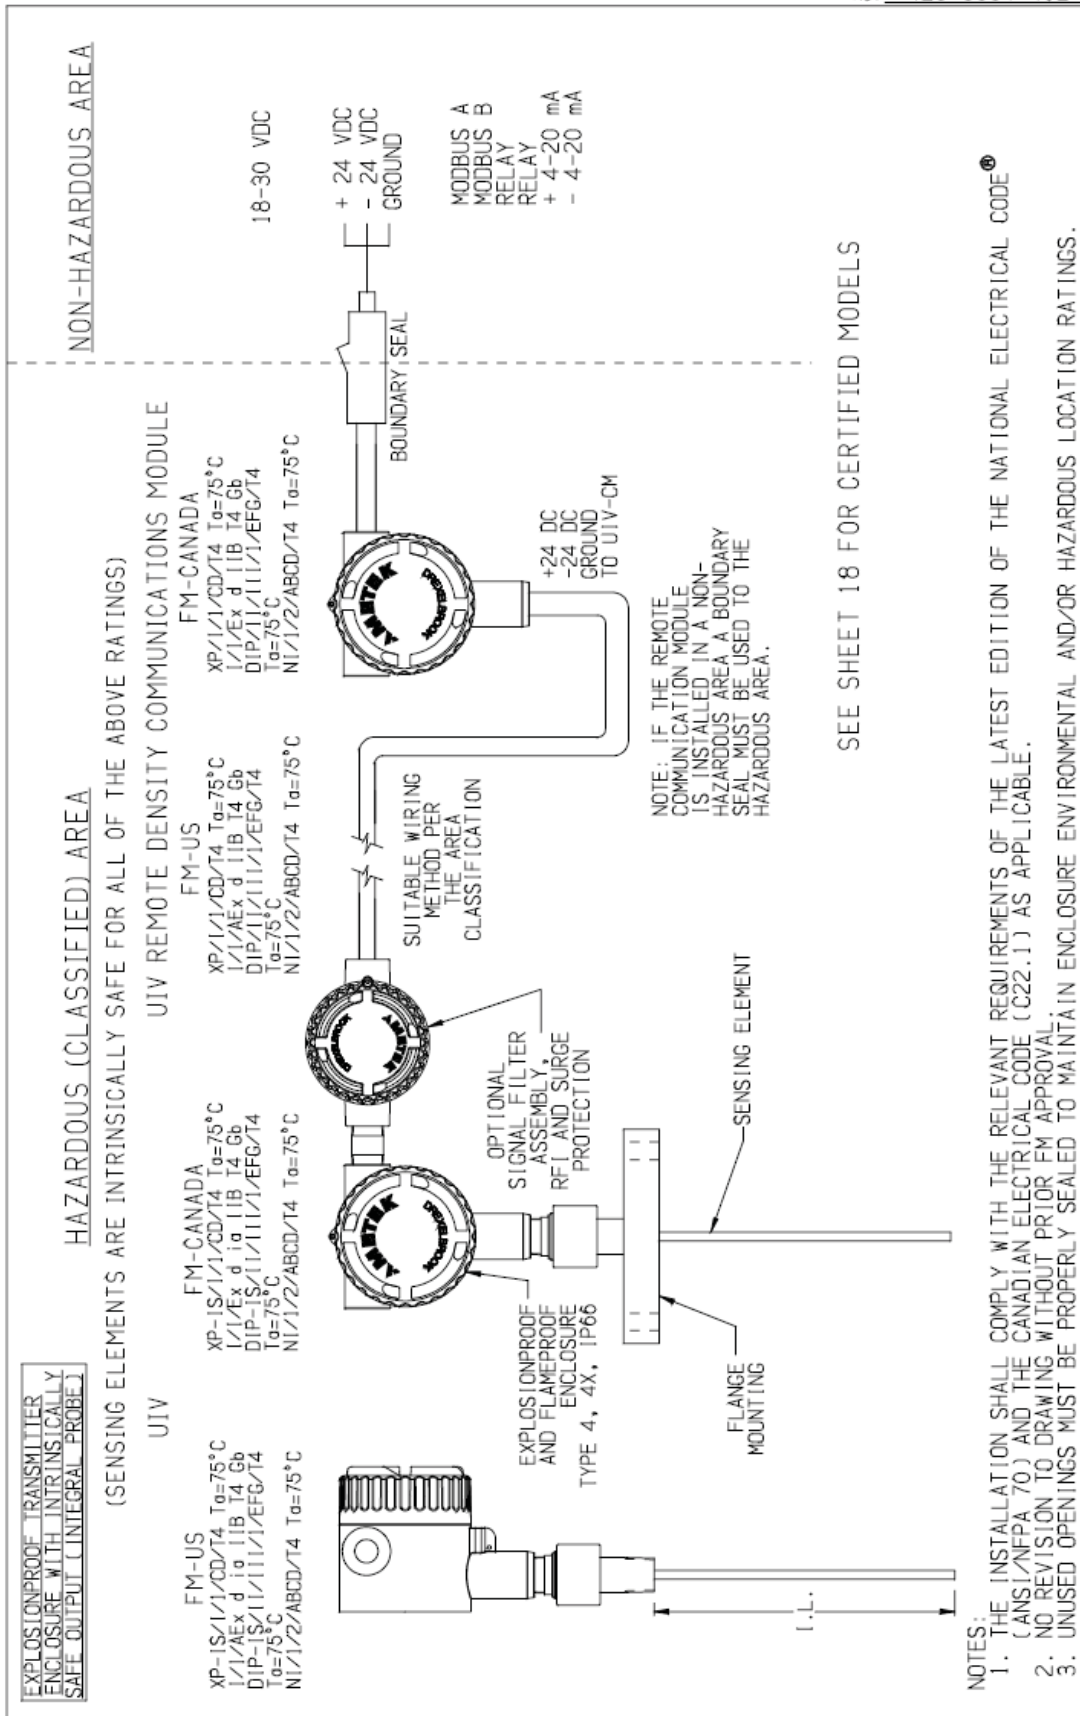 EXPLOSIONPROOF TRANSMITTER
ENCLOSURE WITH INTRINSICALLY
SAFE OUTPUT (INTEGRAL PROBE)
HAZARDOUS (CLASSIFIED) AREA
NON-HAZARDOUS AREA
(SENSING ELEMENTS ARE INTRINSICALLY SAFE FOR ALL OF THE ABOVE RATINGS)
UIV
UIV REMOTE DENSITY COMMUNICATIONS MODULE
FM-US
XP-IS/I/1/CD/T4 Ta=75°C
I/1/AEx d ia IIB T4 Gb
DIP-IS/II/III/1/EFG/T4
Ta=75°C
NI/1/2/ABCD/T4 Ta=75°C
FM-CANADA
XP-IS/I/1/CD/T4 Ta=75°C
I/1/Ex d ia IIB T4 Gb
DIP-IS/II/III/1/EFG/T4
Ta=75°C
NI/1/2/ABCD/T4 Ta=75°C
FM-US
XP/I/1/CD/T4 Ta=75°C
I/1/AEx d IIB T4 Gb
DIP/II/III/1/EFG/T4
Ta=75°C
NI/1/2/ABCD/T4 Ta=75°C
FM-CANADA
XP/I/1/CD/T4 Ta=75°C
I/1/Ex d IIB T4 Gb
DIP/II/III/1/EFG/T4
Ta=75°C
NI/1/2/ABCD/T4 Ta=75°C
18-30 VDC
+ 24 VDC
- 24 VDC
GROUND
MODBUS A
MODBUS B
RELAY
RELAY
+ 4-20 mA
- 4-20 mA
BOUNDARY SEAL
AMETEK
DREXELBROOK
DREXELBROOK
AMETEK
AMETEK
DREXELBROOK
SUITABLE WIRING
METHOD PER
THE AREA
CLASSIFICATION
+24 DC
-24 DC
GROUND
TO UIV-CM
OPTIONAL
SIGNAL FILTER
ASSEMBLY,
RFI AND SURGE
PROTECTION
EXPLOSIONPROOF
AND FLAMEPROOF
ENCLOSURE
TYPE 4, 4X, IP66
NOTE: IF THE REMOTE
COMMUNICATION MODULE
IS INSTALLED IN A NON-
HAZARDOUS AREA A BOUNDARY
SEAL MUST BE USED TO THE
HAZARDOUS AREA.
FLANGE
MOUNTING
SENSING ELEMENT
I.L.
SEE SHEET 18 FOR CERTIFIED MODELS
NOTES:
1. THE INSTALLATION SHALL COMPLY WITH THE RELEVANT REQUIREMENTS OF THE LATEST EDITION OF THE NATIONAL ELECTRICAL CODE®
(ANSI/NFPA 70) AND THE CANADIAN ELECTRICAL CODE (C22.1) AS APPLICABLE.
2. NO REVISION TO DRAWING WITHOUT PRIOR FM APPROVAL.
3. UNUSED OPENINGS MUST BE PROPERLY SEALED TO MAINTAIN ENCLOSURE ENVIRONMENTAL AND/OR HAZARDOUS LOCATION RATINGS.